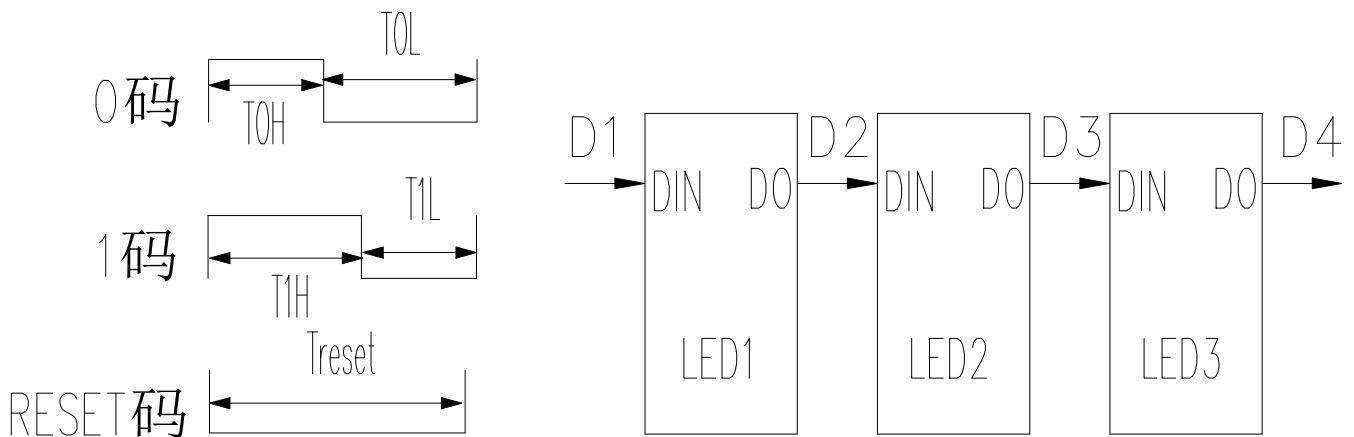 T0L
0码
T0H
T1L
1码
T1H
Treset
RESET码
D1 D2 D3 D4
DIN DO DIN DO DIN DO
LED1 LED2 LED3